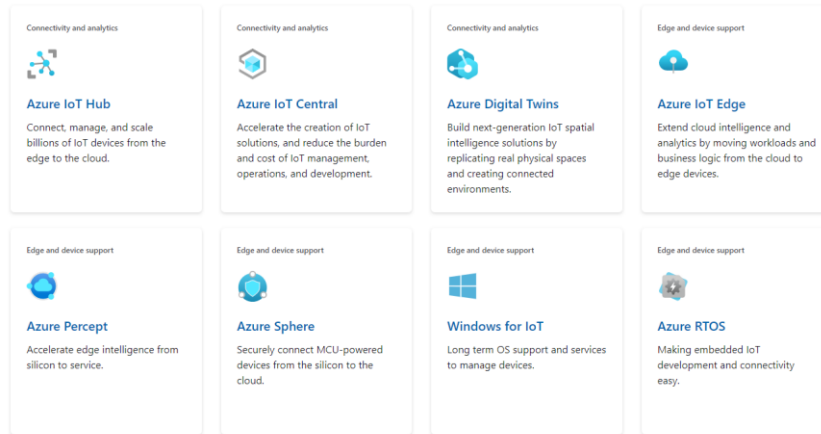 Connectivity and analytics
Azure IoT Hub
Connect, manage, and scale
billions of IoT devices from the
edge to the cloud.
Connectivity and analytics
Azure IoT Central
Accelerate the creation of IoT
solutions, and reduce the burden
and cost of IoT management,
operations, and development.
Connectivity and analytics
Azure Digital Twins
Build next-generation IoT spatial
intelligence solutions by
replicating real physical spaces
and creating connected
environments.
Edge and device support
Azure IoT Edge
Extend cloud intelligence and
analytics by moving workloads and
business logic from the cloud to
edge devices.
Edge and device support
Azure Percept
Accelerate edge intelligence from
silicon to service.
Edge and device support
Azure Sphere
Securely connect MCU-powered
devices from the silicon to the
cloud.
Edge and device support
Windows for IoT
Long term OS support and services
to manage devices.
Edge and device support
Azure RTOS
Making embedded IoT
development and connectivity
easy.